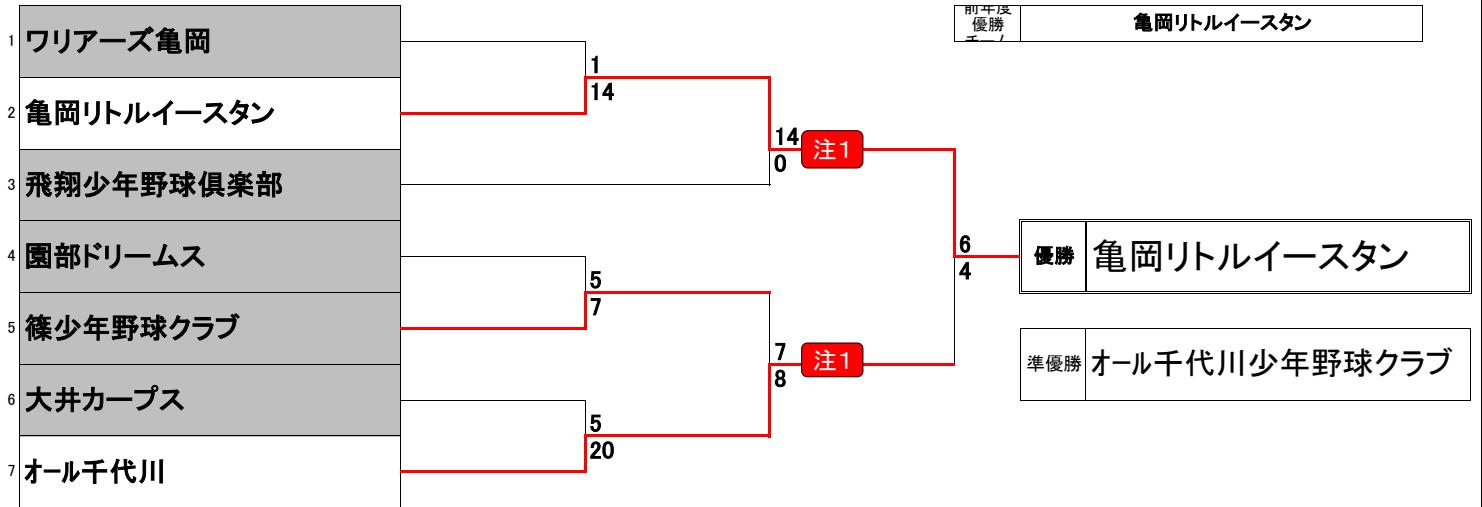 前年度
優勝
チーム
亀岡リトルイースタン
1 ワリアーズ亀岡
2 亀岡リトルイースタン
3 飛翔少年野球倶楽部
4 園部ドリームス
5 篠少年野球クラブ
6 大井カープス
7 ｵｰﾙ千代川
1
14
14
0
注1
5
7
7
8
注1
5
20
6
4
優勝 亀岡リトルイースタン
準優勝 ｵｰﾙ千代川少年野球クラブ